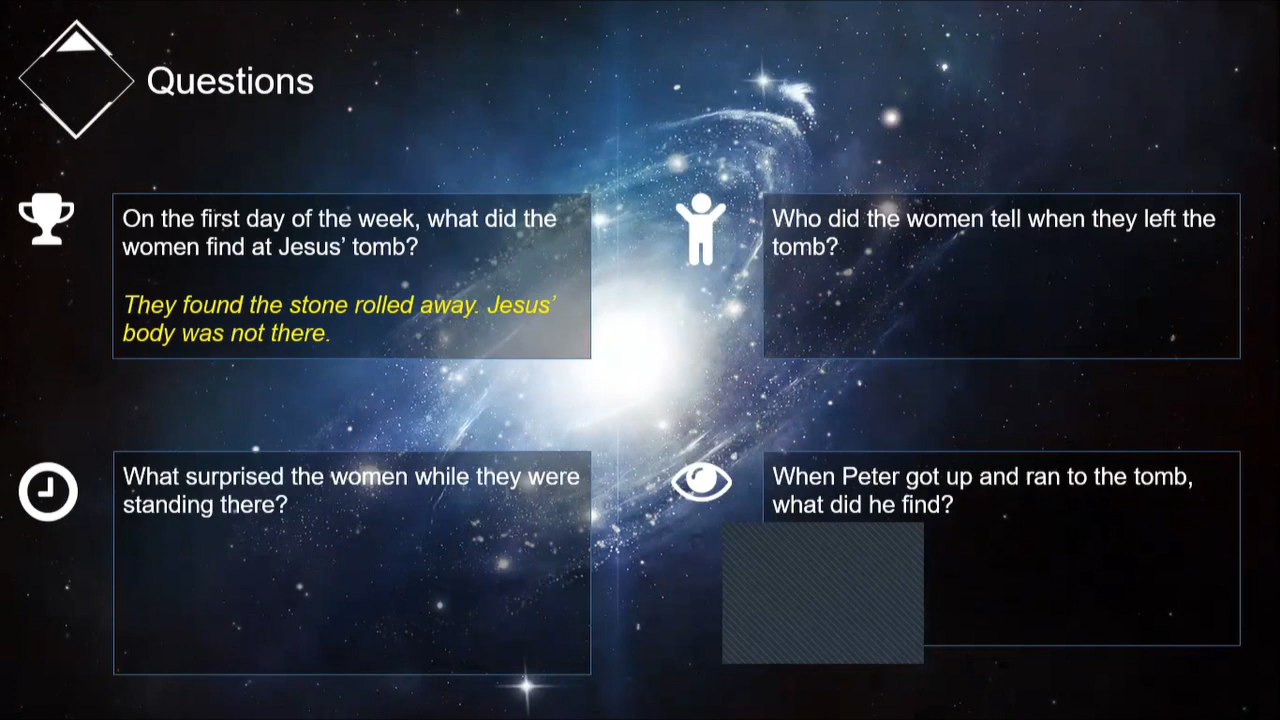 Questions
On the first day of the week, what did the
women find at Jesus’ tomb?
They found the stone rolled away. Jesus’
body was not there.
Who did the women tell when they left the
tomb?
What surprised the women while they were
standing there?
When Peter got up and ran to the tomb,
what did he find?